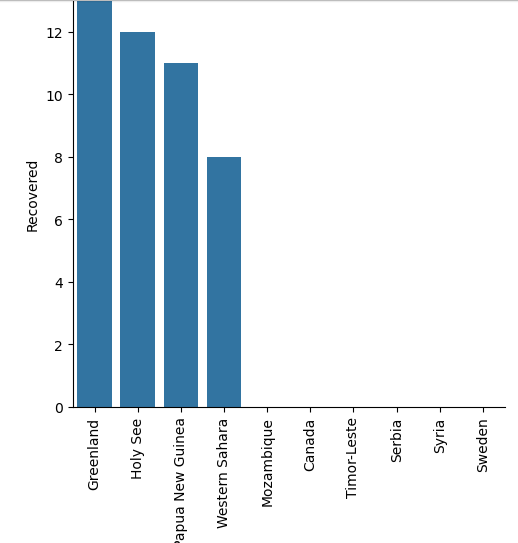 12
10
8
6
4
2
0
Recovered
Greenland
Holy See
Papua New Guinea
Western Sahara
Mozambique
Canada
Timor-Leste
Serbia
Syria
Sweden